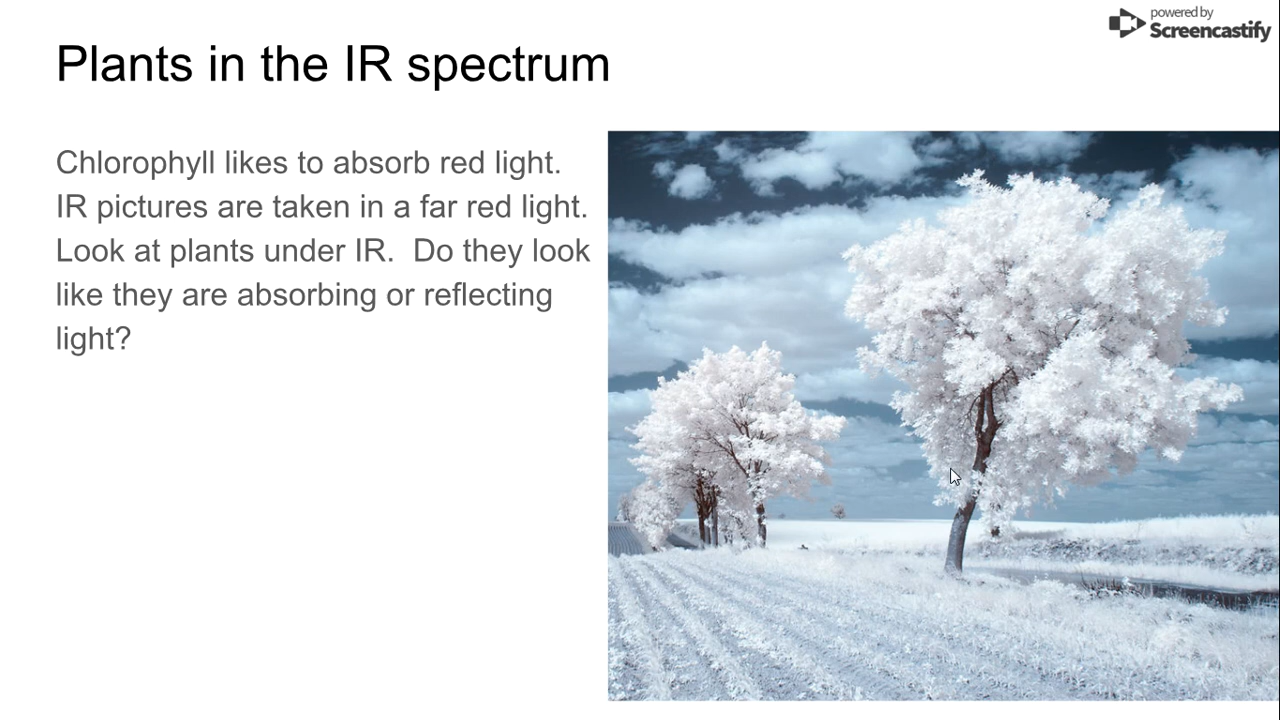 powered by
Screencastify
Plants in the IR spectrum
Chlorophyll likes to absorb red light.
IR pictures are taken in a far red light.
Look at plants under IR.  Do they look
like they are absorbing or reflecting
light?